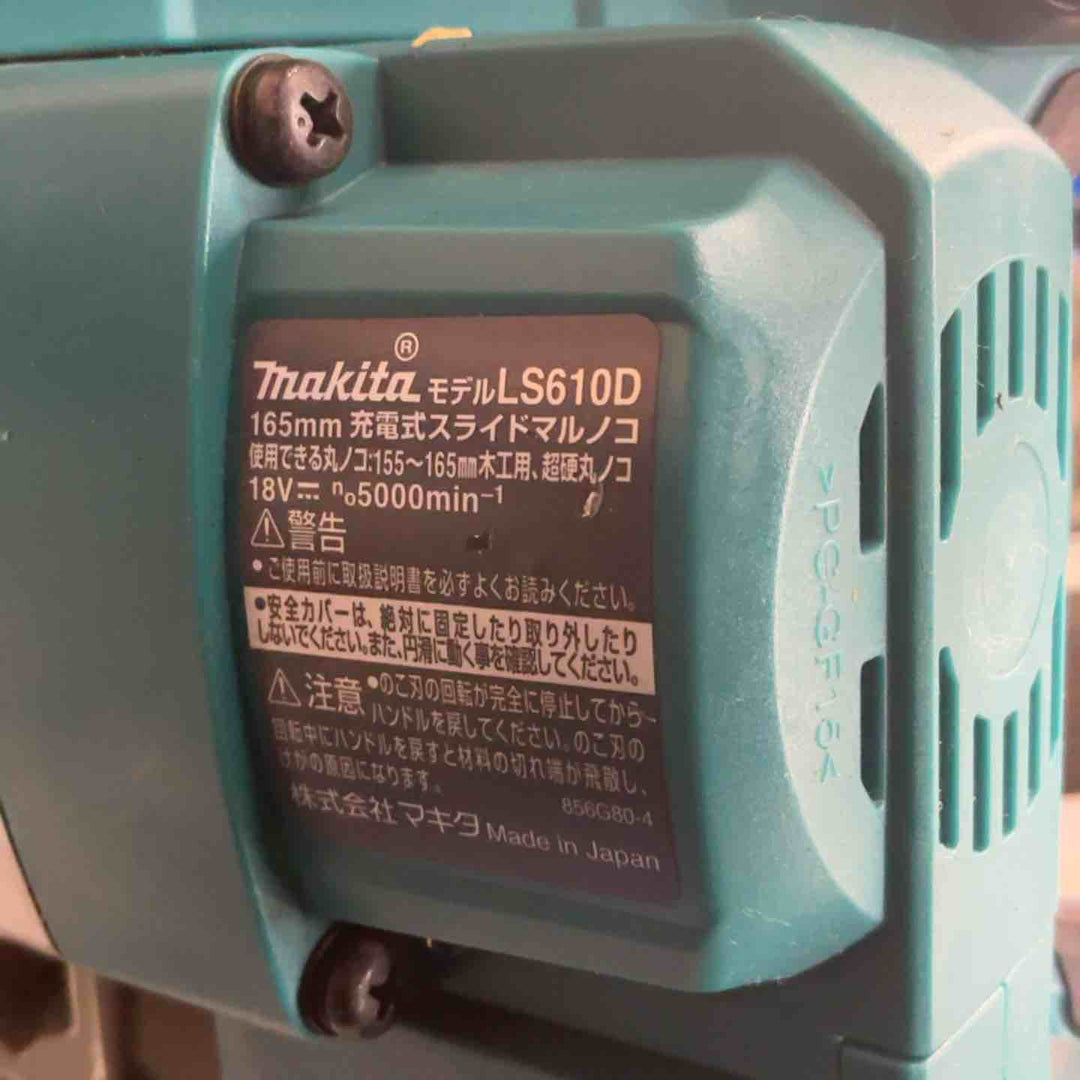 makita® モデルLS610D
165mm 充電式スライドマルノコ
使用できる丸ノコ:155～165mm木工用、超硬丸ノコ
18V⎓ n₀5000min⁻¹
⚠警告
●ご使用前に取扱説明書を必ずよくお読みください。
●安全カバーは、絶対に固定したり取り外したり
しないでください。また、円滑に動く事を確認してください。
⚠注意 ●のこ刃の回転が完全に停止してから
ハンドルを戻してください。のこ刃の
回転中にハンドルを戻すと材料の切れ端が飛散し、
けがの原因になります。
856G80-4
株式会社マキタ Made in Japan
>PC-GF15<